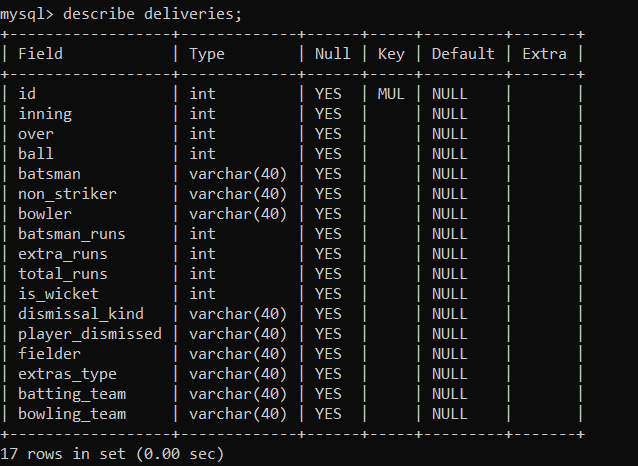 mysql> describe deliveries;
+------------------+-------------+------+-----+---------+-------+
| Field            | Type        | Null | Key | Default | Extra |
+------------------+-------------+------+-----+---------+-------+
| id               | int         | YES  | MUL | NULL    |       |
| inning           | int         | YES  |     | NULL    |       |
| over             | int         | YES  |     | NULL    |       |
| ball             | int         | YES  |     | NULL    |       |
| batsman          | varchar(40) | YES  |     | NULL    |       |
| non_striker      | varchar(40) | YES  |     | NULL    |       |
| bowler           | varchar(40) | YES  |     | NULL    |       |
| batsman_runs     | int         | YES  |     | NULL    |       |
| extra_runs       | int         | YES  |     | NULL    |       |
| total_runs       | int         | YES  |     | NULL    |       |
| is_wicket        | int         | YES  |     | NULL    |       |
| dismissal_kind   | varchar(40) | YES  |     | NULL    |       |
| player_dismissed | varchar(40) | YES  |     | NULL    |       |
| fielder          | varchar(40) | YES  |     | NULL    |       |
| extras_type      | varchar(40) | YES  |     | NULL    |       |
| batting_team     | varchar(40) | YES  |     | NULL    |       |
| bowling_team     | varchar(40) | YES  |     | NULL    |       |
+------------------+-------------+------+-----+---------+-------+
17 rows in set (0.00 sec)